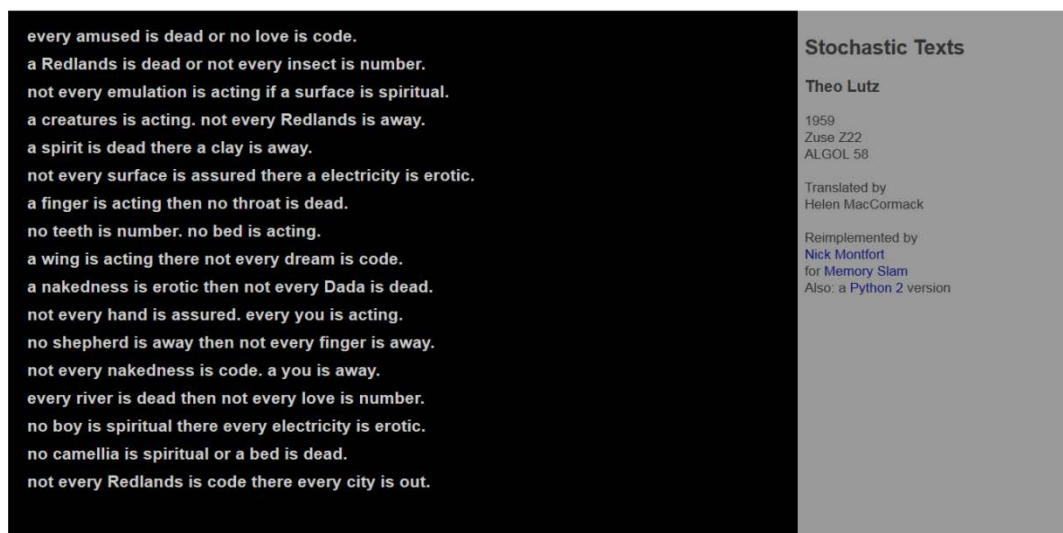 every amused is dead or no love is code.
a Redlands is dead or not every insect is number.
not every emulation is acting if a surface is spiritual.
a creatures is acting. not every Redlands is away.
a spirit is dead there a clay is away.
not every surface is assured there a electricity is erotic.
a finger is acting then no throat is dead.
no teeth is number. no bed is acting.
a wing is acting there not every dream is code.
a nakedness is erotic then not every Dada is dead.
not every hand is assured. every you is acting.
no shepherd is away then not every finger is away.
not every nakedness is code. a you is away.
every river is dead then not every love is number.
no boy is spiritual there every electricity is erotic.
no camellia is spiritual or a bed is dead.
not every Redlands is code there every city is out.
Stochastic Texts
Theo Lutz
1959
Zuse Z22
ALGOL 58
Translated by
Helen MacCormack
Reimplemented by
Nick Montfort
for Memory Slam
Also: a Python 2 version